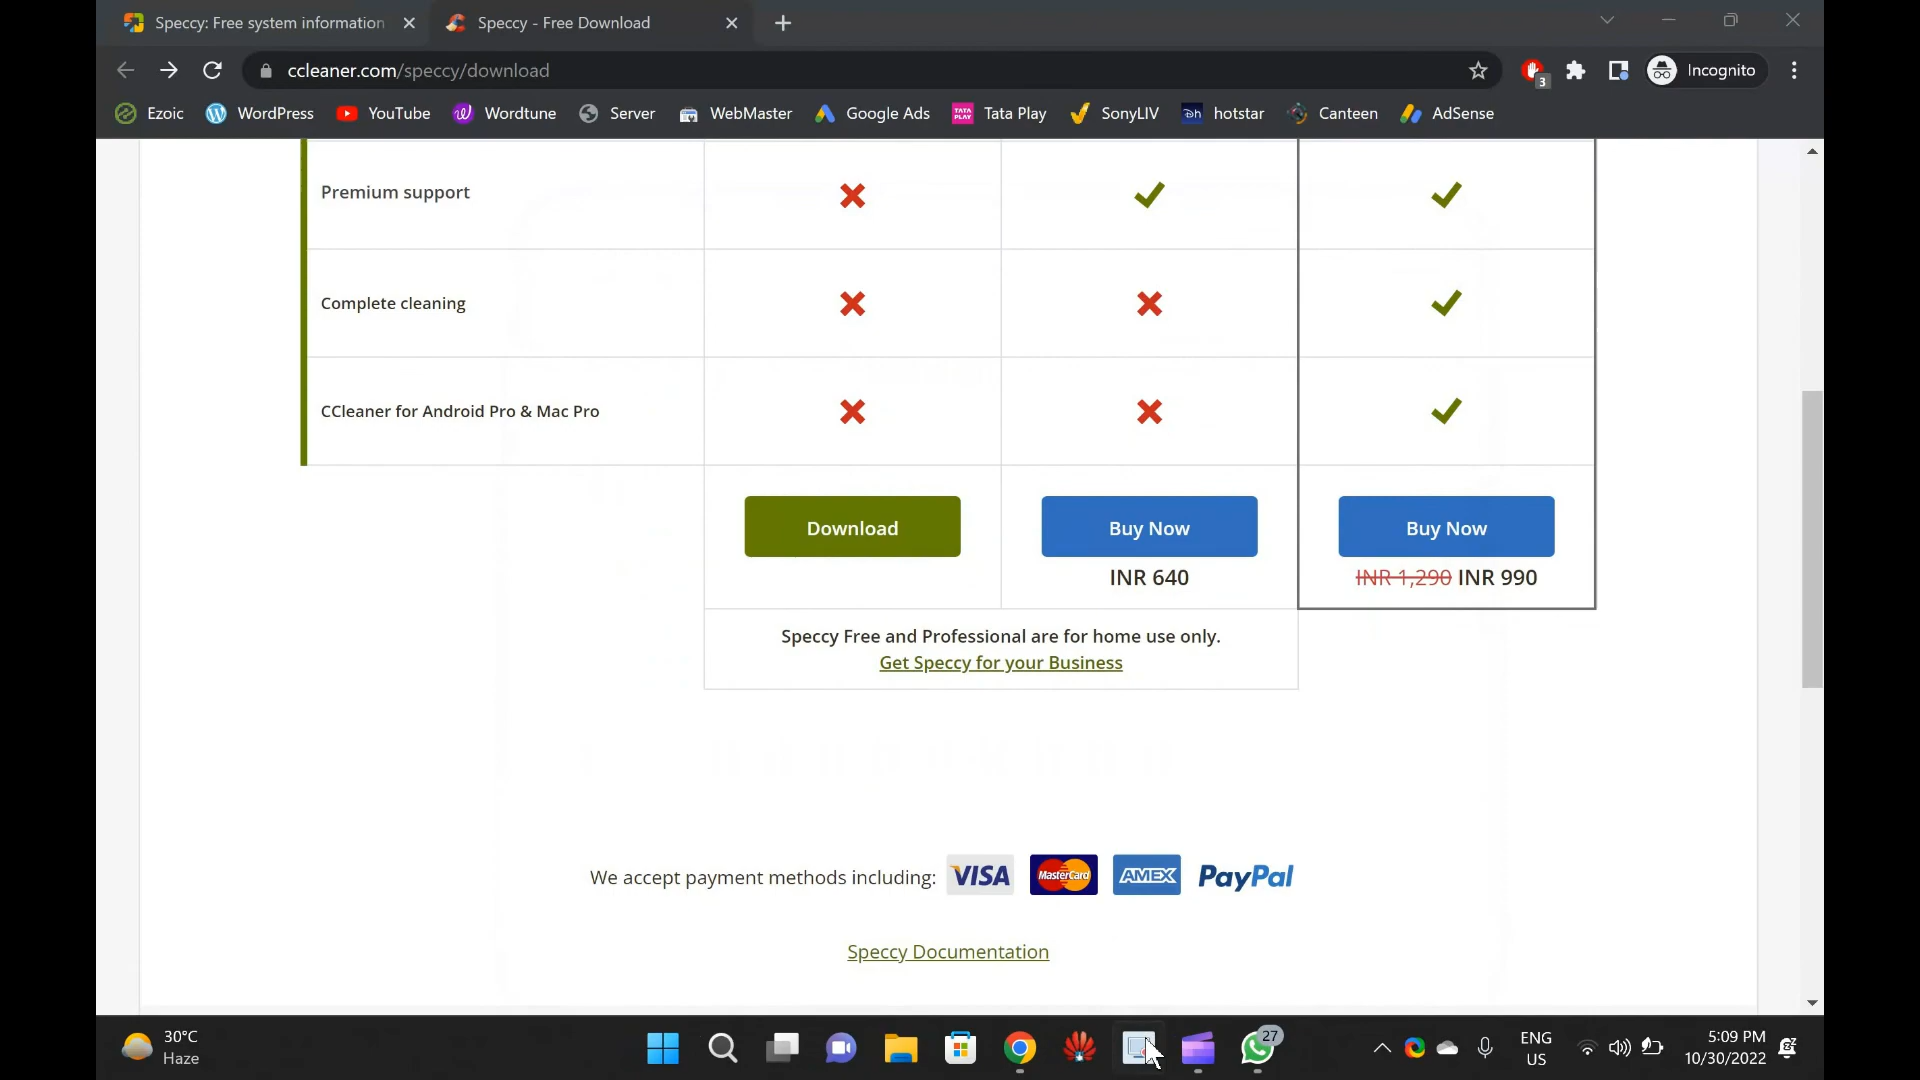 Speccy: Free system information
Speccy - Free Download
ccleaner.com/speccy/download
3
Incognito
Ezoic
WordPress
YouTube
Wordtune
Server
WebMaster
Google Ads
TATA PLAY
Tata Play
SonyLIV
hotstar
Canteen
AdSense
Premium support
Complete cleaning
CCleaner for Android Pro & Mac Pro
Download
Buy Now
Buy Now
INR 640
INR 1,290 INR 990
Speccy Free and Professional are for home use only.
Get Speccy for your Business
We accept payment methods including: VISA MasterCard AMEX PayPal
Speccy Documentation
30°C
Haze
27
ENG
US
5:09 PM
10/30/2022